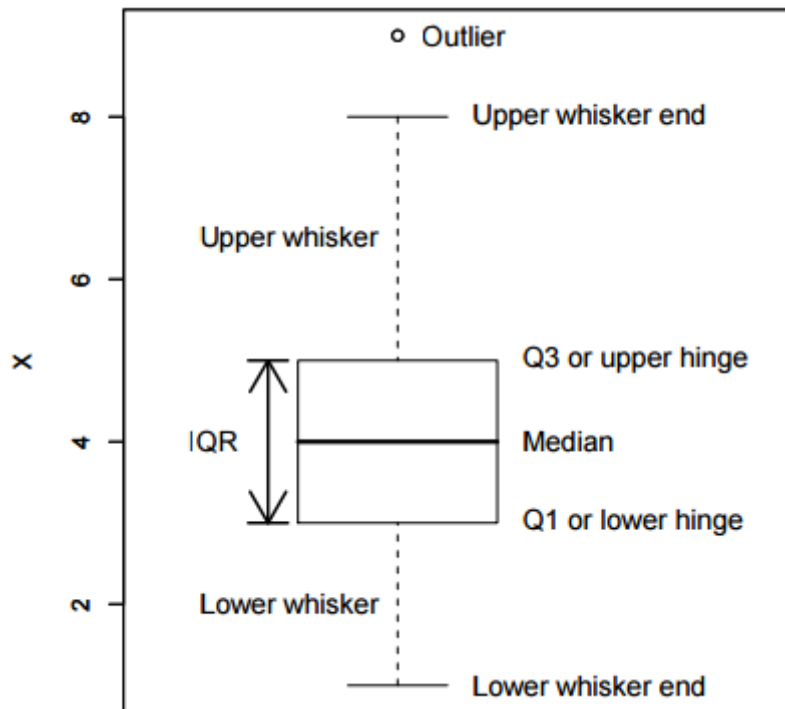 Outlier
8
Upper whisker end
Upper whisker
6
X
Q3 or upper hinge
IQR
4
Median
Q1 or lower hinge
2
Lower whisker
Lower whisker end